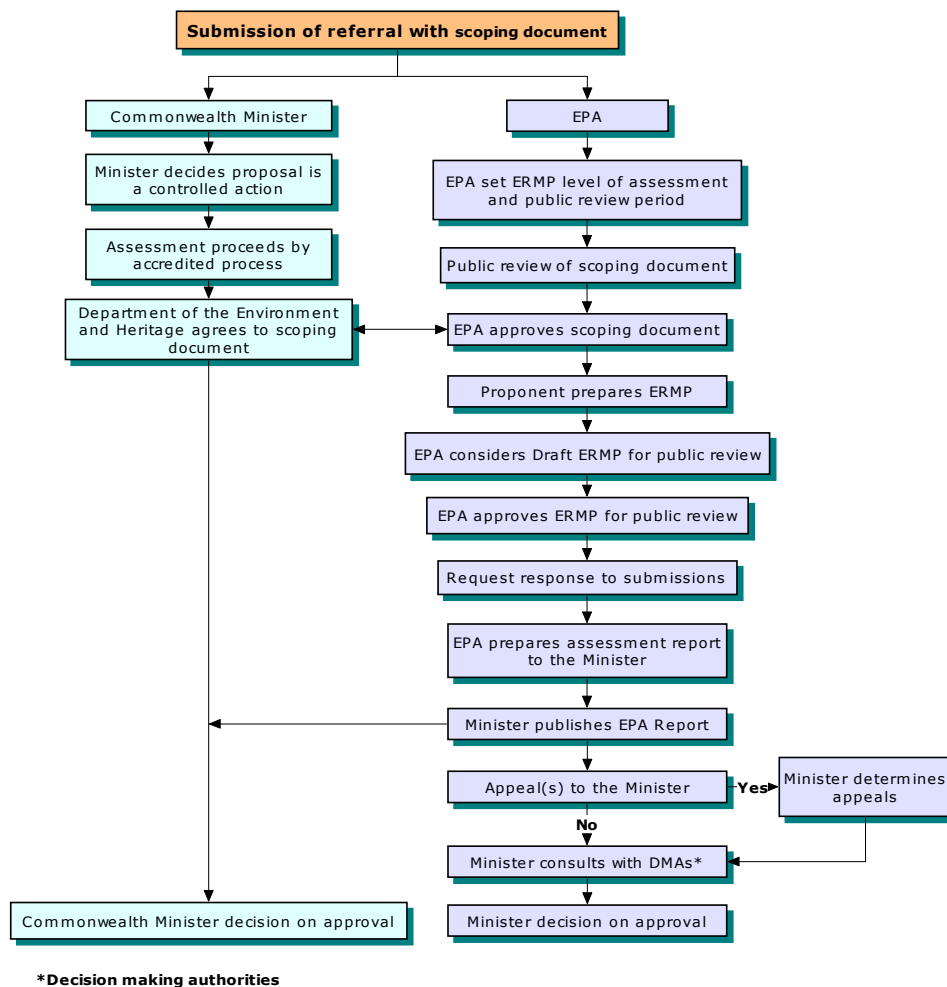 Submission of referral with scoping document
Commonwealth Minister
EPA
Minister decides proposal is
a controlled action
EPA set ERMP level of assessment
and public review period
Assessment proceeds by
accredited process
Public review of scoping document
Department of the Environment
and Heritage agrees to scoping
document
EPA approves scoping document
Proponent prepares ERMP
EPA considers Draft ERMP for public review
EPA approves ERMP for public review
Request response to submissions
EPA prepares assessment report
to the Minister
Minister publishes EPA Report
Appeal(s) to the Minister
Yes
Minister determines
appeals
No
Minister consults with DMAs*
Commonwealth Minister decision on approval
Minister decision on approval
*Decision making authorities